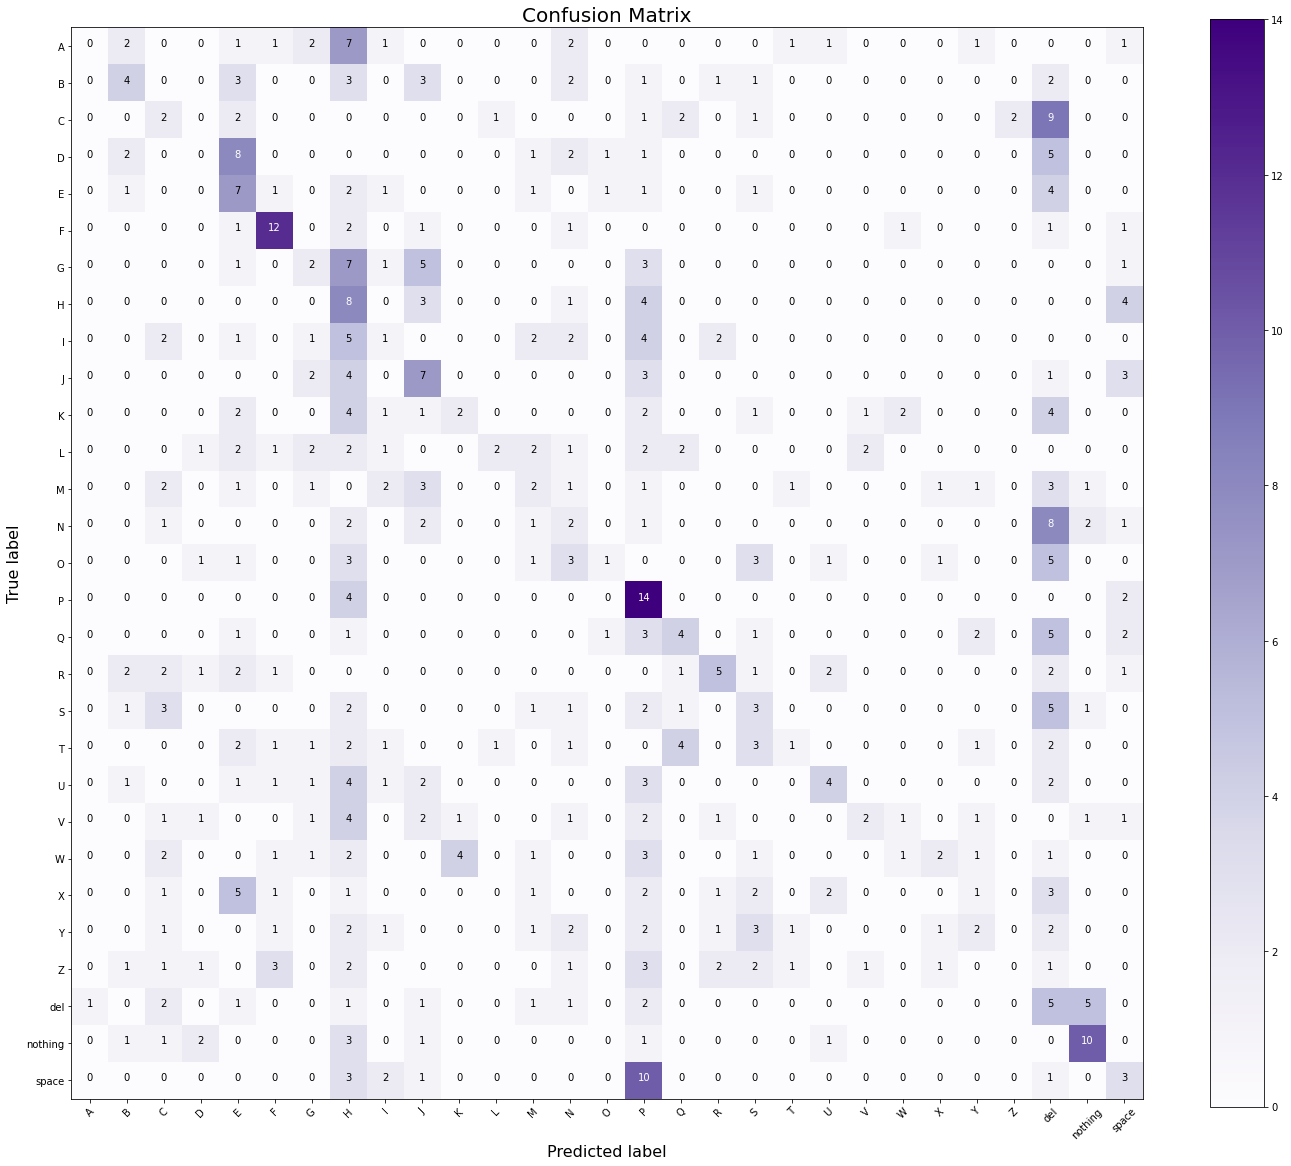 Confusion Matrix
A 0 2 0 0 1 1 2 7 1 0 0 0 0 2 0 0 0 0 0 1 1 0 0 0 1 0 0 0 1
B 0 4 0 0 3 0 0 3 0 3 0 0 0 2 0 1 0 1 1 0 0 0 0 0 0 0 2 0 0
C 0 0 2 0 2 0 0 0 0 0 0 1 0 0 0 1 2 0 1 0 0 0 0 0 0 2 9 0 0
D 0 2 0 0 8 0 0 0 0 0 0 0 1 2 1 1 0 0 0 0 0 0 0 0 0 0 5 0 0
E 0 1 0 0 7 1 0 2 1 0 0 0 1 0 1 1 0 0 1 0 0 0 0 0 0 0 4 0 0
F 0 0 0 0 1 12 0 2 0 1 0 0 0 1 0 0 0 0 0 0 0 0 1 0 0 0 1 0 1
G 0 0 0 0 1 0 2 7 1 5 0 0 0 0 0 3 0 0 0 0 0 0 0 0 0 0 0 0 1
H 0 0 0 0 0 0 0 8 0 3 0 0 0 1 0 4 0 0 0 0 0 0 0 0 0 0 0 0 4
I 0 0 2 0 1 0 1 5 1 0 0 0 2 2 0 4 0 2 0 0 0 0 0 0 0 0 0 0 0
J 0 0 0 0 0 0 2 4 0 7 0 0 0 0 0 3 0 0 0 0 0 0 0 0 0 0 1 0 3
K 0 0 0 0 2 0 0 4 1 1 2 0 0 0 0 2 0 0 1 0 0 1 2 0 0 0 4 0 0
L 0 0 0 1 2 1 2 2 1 0 0 2 2 1 0 2 2 0 0 0 0 2 0 0 0 0 0 0 0
M 0 0 2 0 1 0 1 0 2 3 0 0 2 1 0 1 0 0 0 1 0 0 0 1 1 0 3 1 0
N 0 0 1 0 0 0 0 2 0 2 0 0 1 2 0 1 0 0 0 0 0 0 0 0 0 0 8 2 1
O 0 0 0 1 1 0 0 3 0 0 0 0 1 3 1 0 0 0 3 0 1 0 0 1 0 0 5 0 0
P 0 0 0 0 0 0 0 4 0 0 0 0 0 0 0 14 0 0 0 0 0 0 0 0 0 0 0 0 2
Q 0 0 0 0 1 0 0 1 0 0 0 0 0 0 1 3 4 0 1 0 0 0 0 0 2 0 5 0 2
R 0 2 2 1 2 1 0 0 0 0 0 0 0 0 0 0 1 5 1 0 2 0 0 0 0 0 2 0 1
S 0 1 3 0 0 0 0 2 0 0 0 0 1 1 0 2 1 0 3 0 0 0 0 0 0 0 5 1 0
T 0 0 0 0 2 1 1 2 1 0 0 1 0 1 0 0 4 0 3 1 0 0 0 0 1 0 2 0 0
U 0 1 0 0 1 1 1 4 1 2 0 0 0 0 0 3 0 0 0 0 4 0 0 0 0 0 2 0 0
V 0 0 1 1 0 0 1 4 0 2 1 0 0 1 0 2 0 1 0 0 0 2 1 0 1 0 0 1 1
W 0 0 2 0 0 1 1 2 0 0 4 0 1 0 0 3 0 0 1 0 0 0 1 2 1 0 1 0 0
X 0 0 1 0 5 1 0 1 0 0 0 0 1 0 0 2 0 1 2 0 2 0 0 0 1 0 3 0 0
Y 0 0 1 0 0 1 0 2 1 0 0 0 1 2 0 2 0 1 3 1 0 0 0 1 2 0 2 0 0
Z 0 1 1 1 0 3 0 2 0 0 0 0 0 1 0 3 0 2 2 1 0 1 0 1 0 0 1 0 0
del 1 0 2 0 1 0 0 1 0 1 0 0 1 1 0 2 0 0 0 0 0 0 0 0 0 0 5 5 0
nothing 0 1 1 2 0 0 0 3 0 1 0 0 0 0 0 1 0 0 0 0 1 0 0 0 0 0 0 10 0
space 0 0 0 0 0 0 0 3 2 1 0 0 0 0 0 10 0 0 0 0 0 0 0 0 0 0 1 0 3
A B C D E F G H I J K L M N O P Q R S T U V W X Y Z del nothing space
True label
Predicted label
14
12
10
8
6
4
2
0